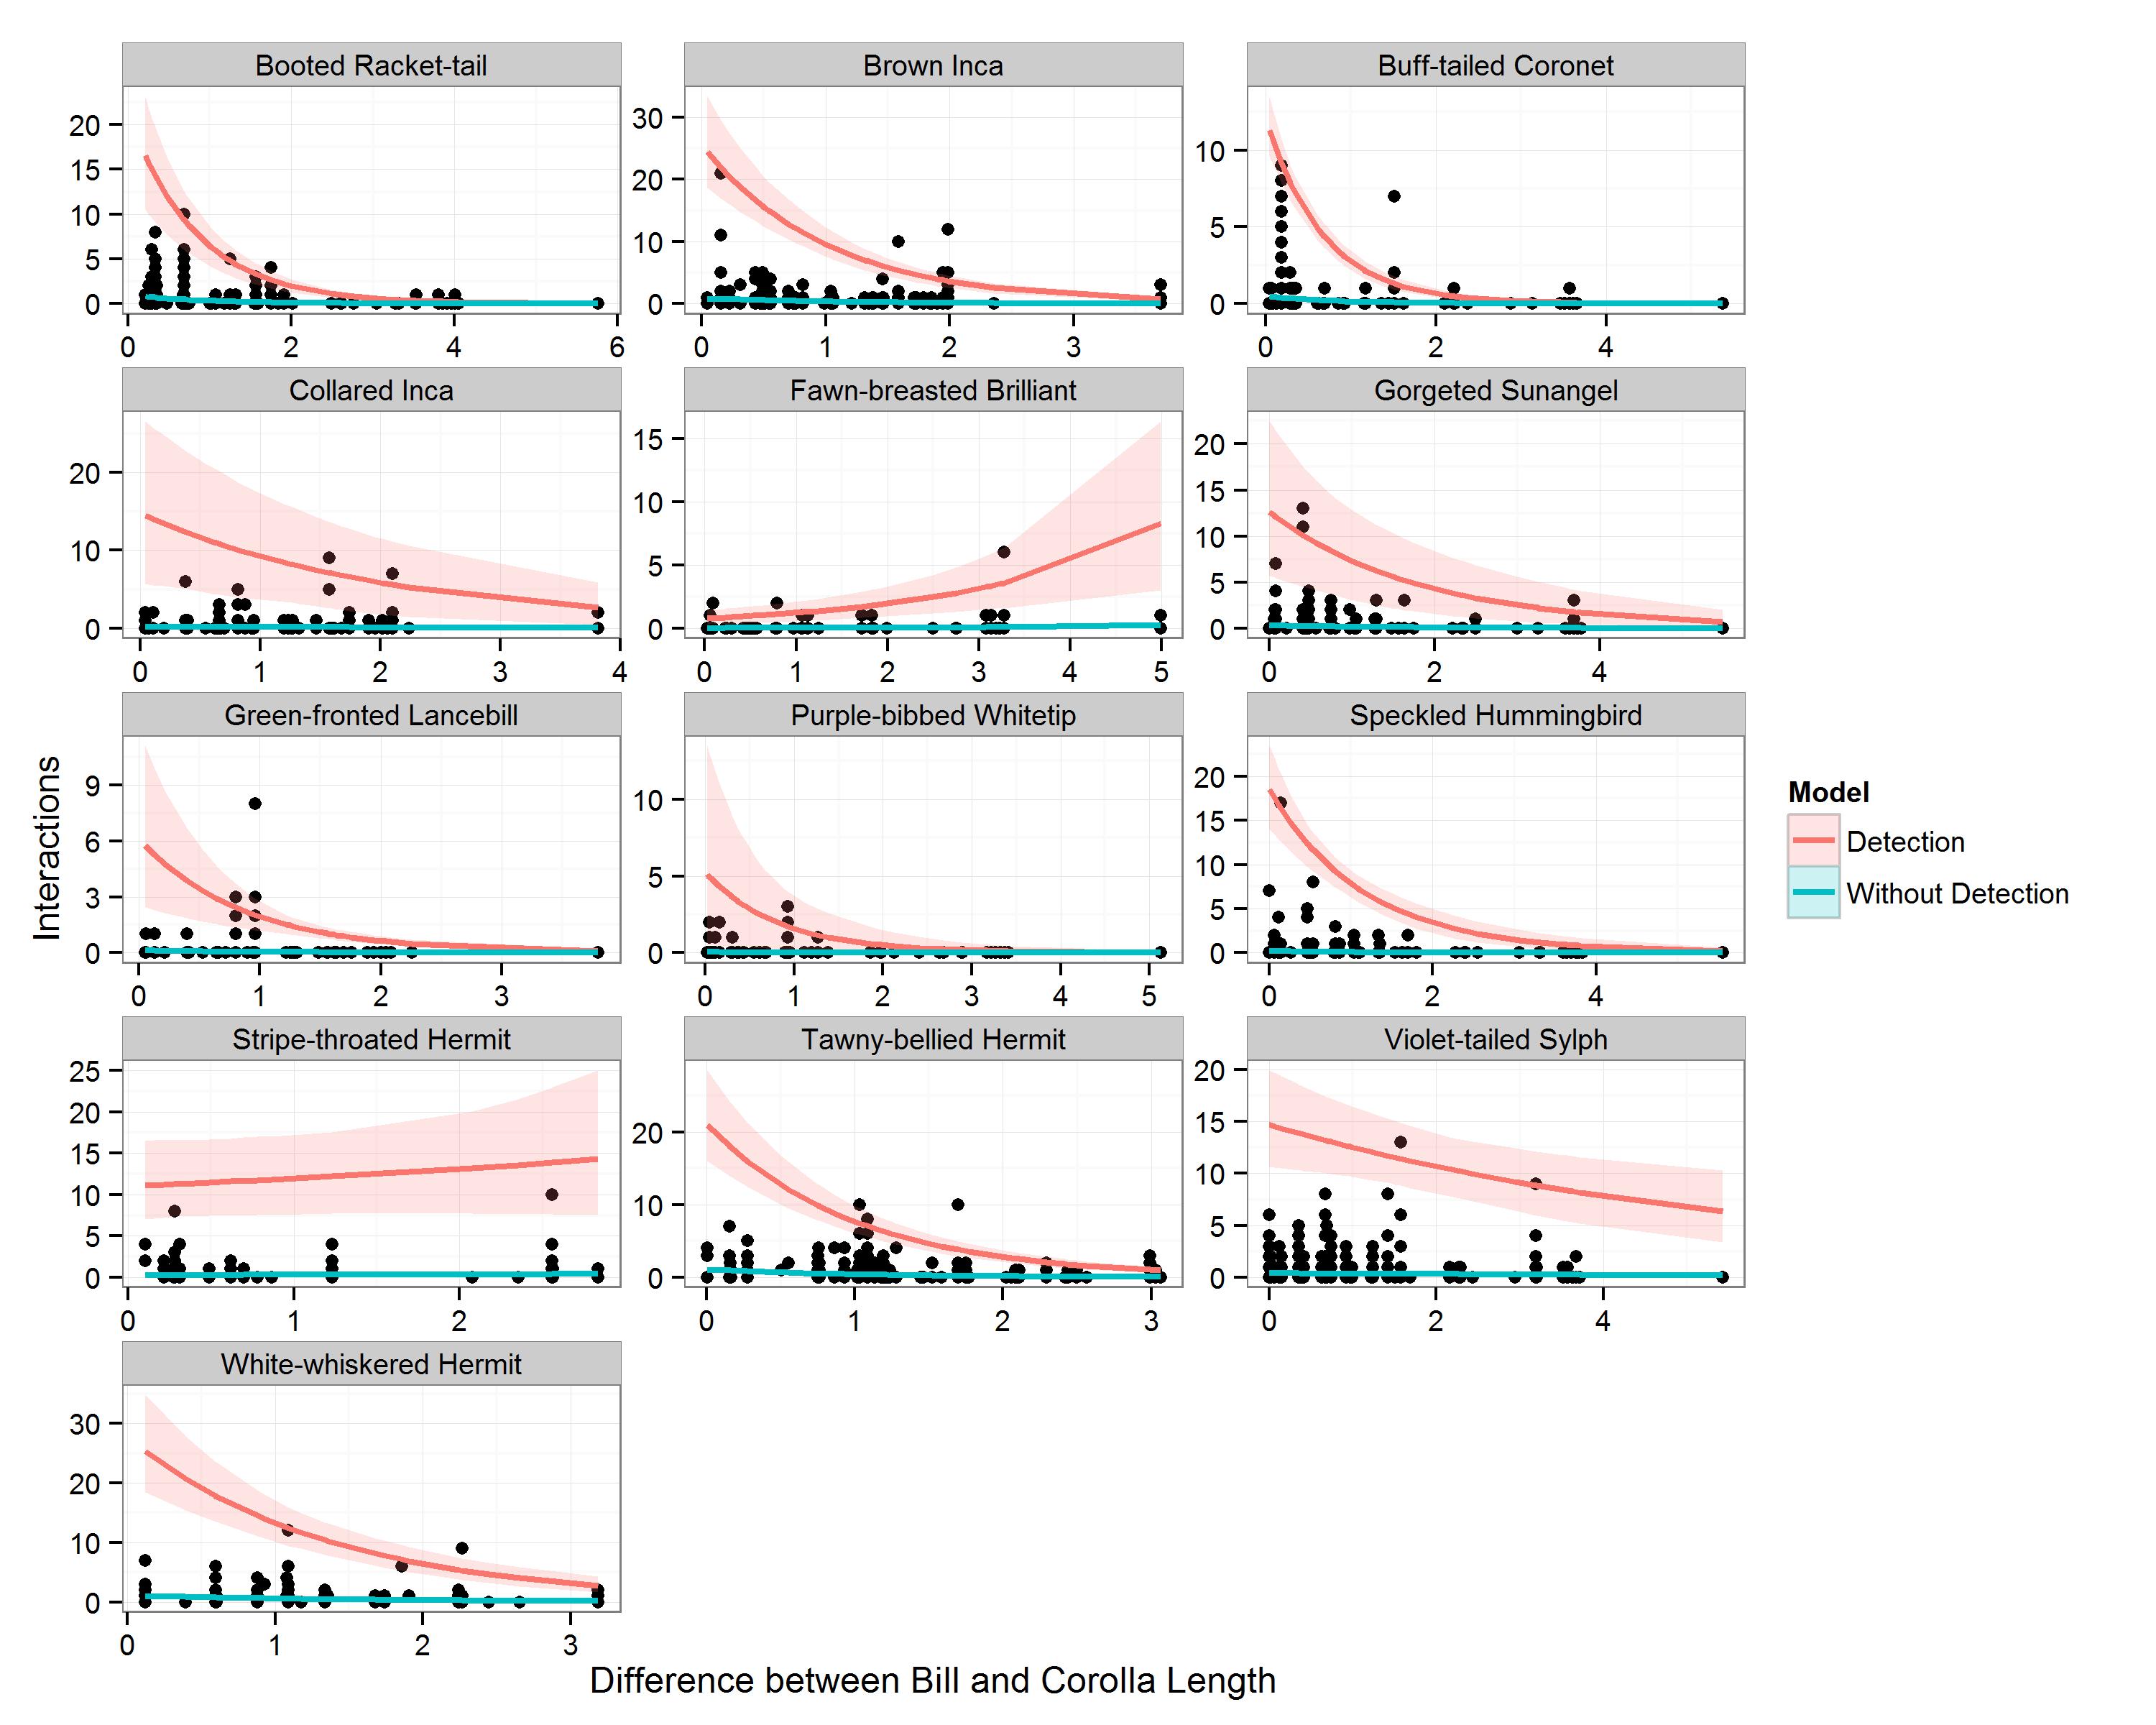 Booted Racket-tail
Brown Inca
Buff-tailed Coronet
20
15
10
5
0
0 2 4 6
30
20
10
0
0 1 2 3
10
5
0
0 2 4
Collared Inca
Fawn-breasted Brilliant
Gorgeted Sunangel
20
10
0
0 1 2 3 4
15
10
5
0
0 1 2 3 4 5
20
15
10
5
0
0 2 4
Green-fronted Lancebill
Purple-bibbed Whitetip
Speckled Hummingbird
9
6
3
0
0 1 2 3
10
5
0
0 1 2 3 4 5
20
15
10
5
0
0 2 4
Stripe-throated Hermit
Tawny-bellied Hermit
Violet-tailed Sylph
25
20
15
10
5
0
0 1 2
20
10
0
0 1 2 3
20
15
10
5
0
0 2 4
White-whiskered Hermit
30
20
10
0
0 1 2 3
Interactions
Difference between Bill and Corolla Length
Model
Detection
Without Detection